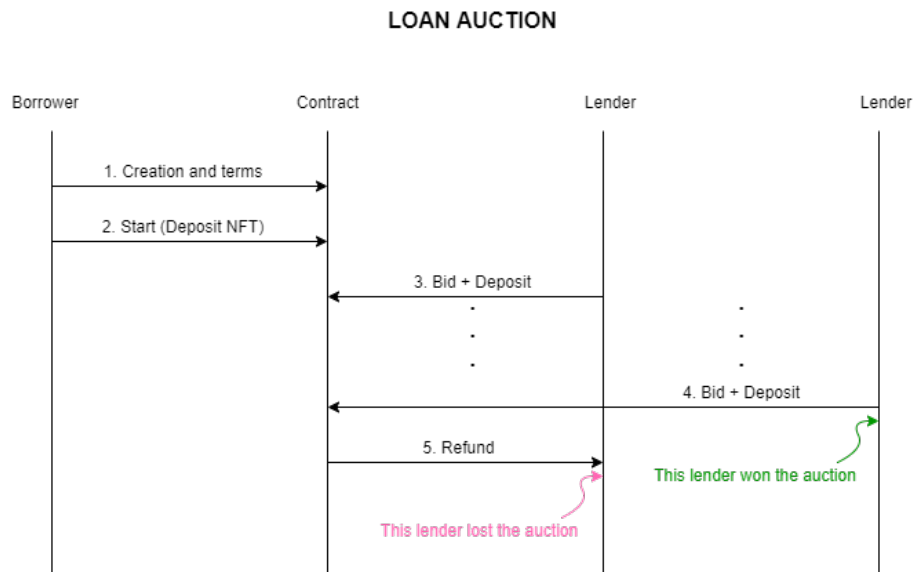 LOAN AUCTION
Borrower
Contract
Lender
Lender
1. Creation and terms
2. Start (Deposit NFT)
3. Bid + Deposit
4. Bid + Deposit
5. Refund
This lender won the auction
This lender lost the auction